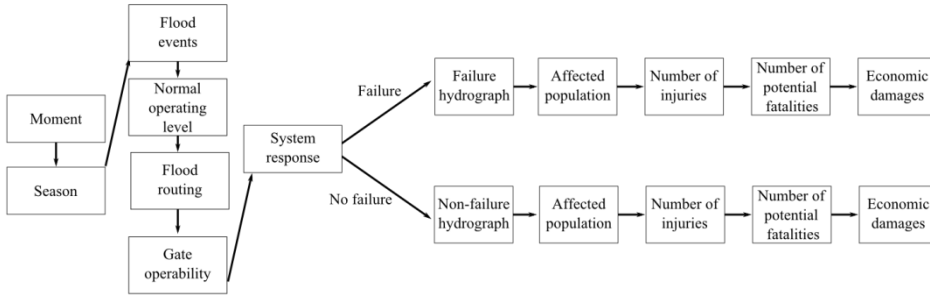 Moment
Season
Flood
events
Normal
operating
level
Flood
routing
Gate
operability
System
response
Failure
Failure
hydrograph
Affected
population
Number of
injuries
Number of
potential
fatalities
Economic
damages
No failure
Non-failure
hydrograph
Affected
population
Number of
injuries
Number of
potential
fatalities
Economic
damages